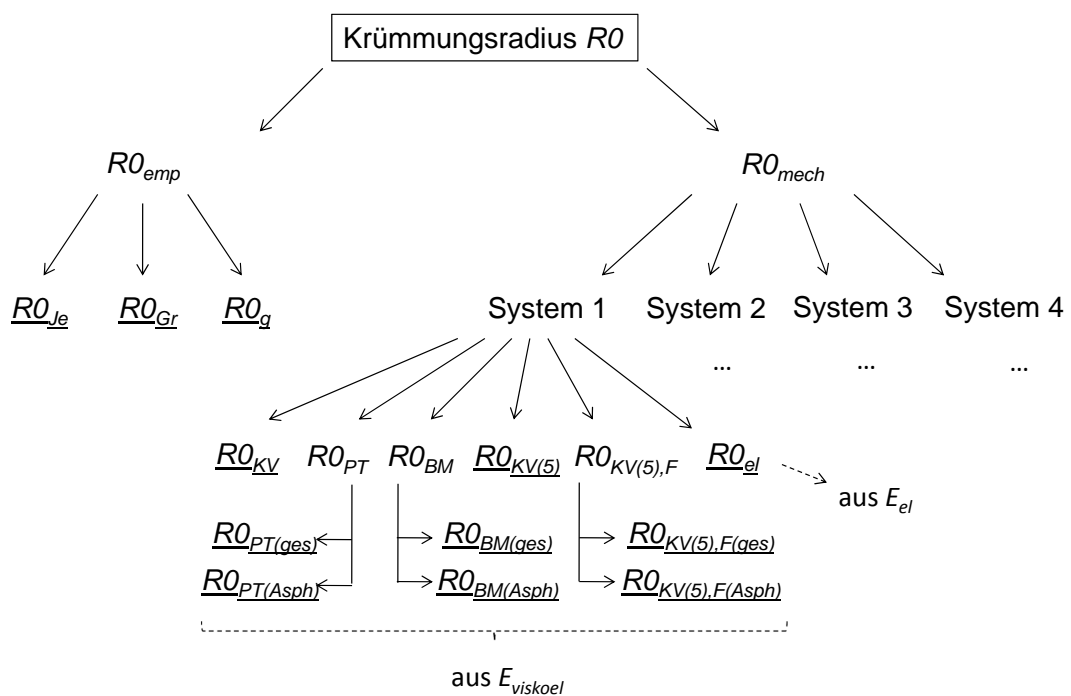 Krümmungsradius R0
R0emp R0mech
R0Je R0Gr R0g System 1 System 2 System 3 System 4
... ... ...
R0KV R0PT R0BM R0KV(5) R0KV(5),F R0el
aus Eel
R0PT(ges) R0BM(ges) R0KV(5),F(ges)
R0PT(Asph) R0BM(Asph) R0KV(5),F(Asph)
aus Eviskoel